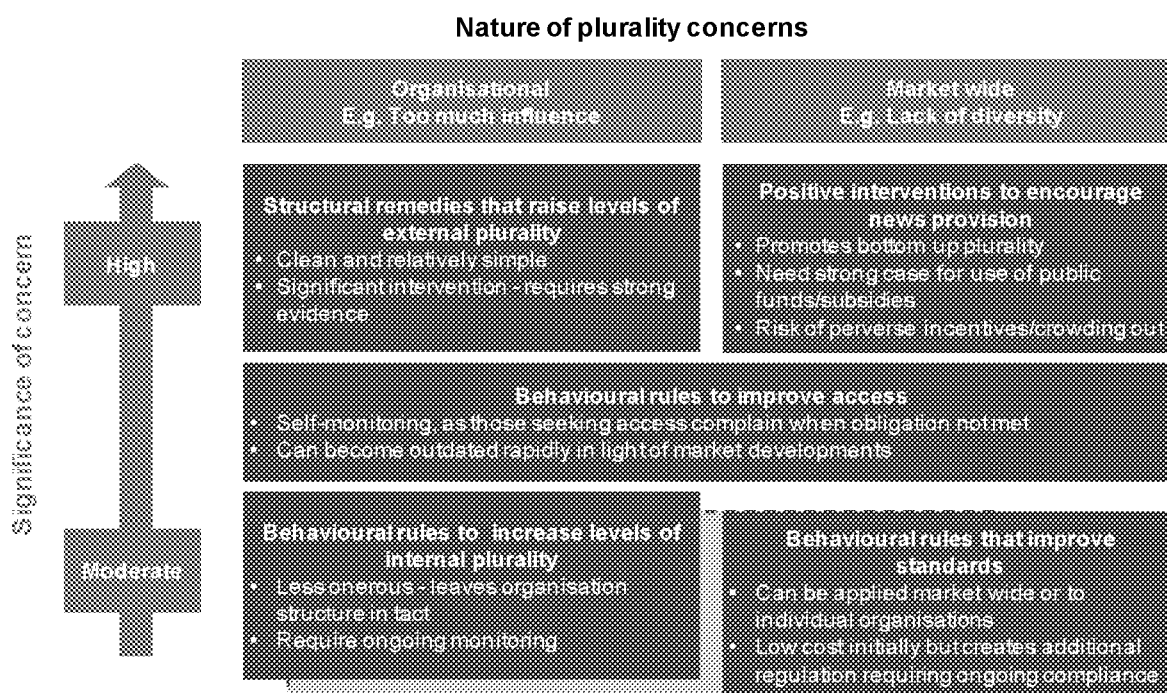 Nature of plurality concerns
Organisational
E.g. Too much influence
Market wide
E.g. Lack of diversity
Significance of concern
High
Moderate
Structural remedies that raise levels of
external plurality
• Clean and relatively simple
• Significant intervention - requires strong
evidence
Positive interventions to encourage
news provision
• Promotes bottom up plurality
• Need strong case for use of public
funds/subsidies
• Risk of perverse incentives/crowding out
Behavioural rules to improve access
• Self-monitoring, as those seeking access complain when obligation not met
• Can become outdated rapidly in light of market developments
Behavioural rules to increase levels of
internal plurality
• Less onerous - leaves organisation
structure in tact
• Require ongoing monitoring
Behavioural rules that improve
standards
• Can be applied market wide or to
individual organisations
• Low cost initially but creates additional
regulation requiring ongoing compliance